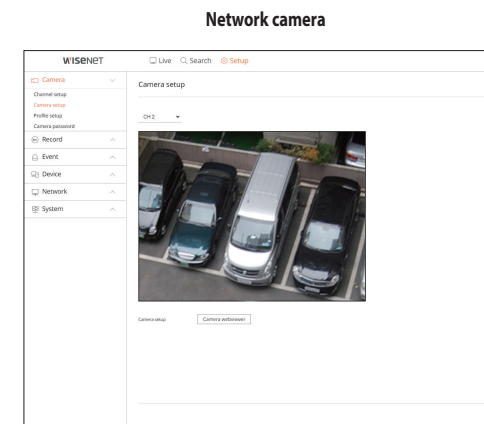 Network camera
WISENET
Live Search Setup
Camera
Channel setup
Camera setup
Profile setup
Camera password
Record
Event
Device
Network
System
Camera setup
CH 2
Camera setup Camera webviewer